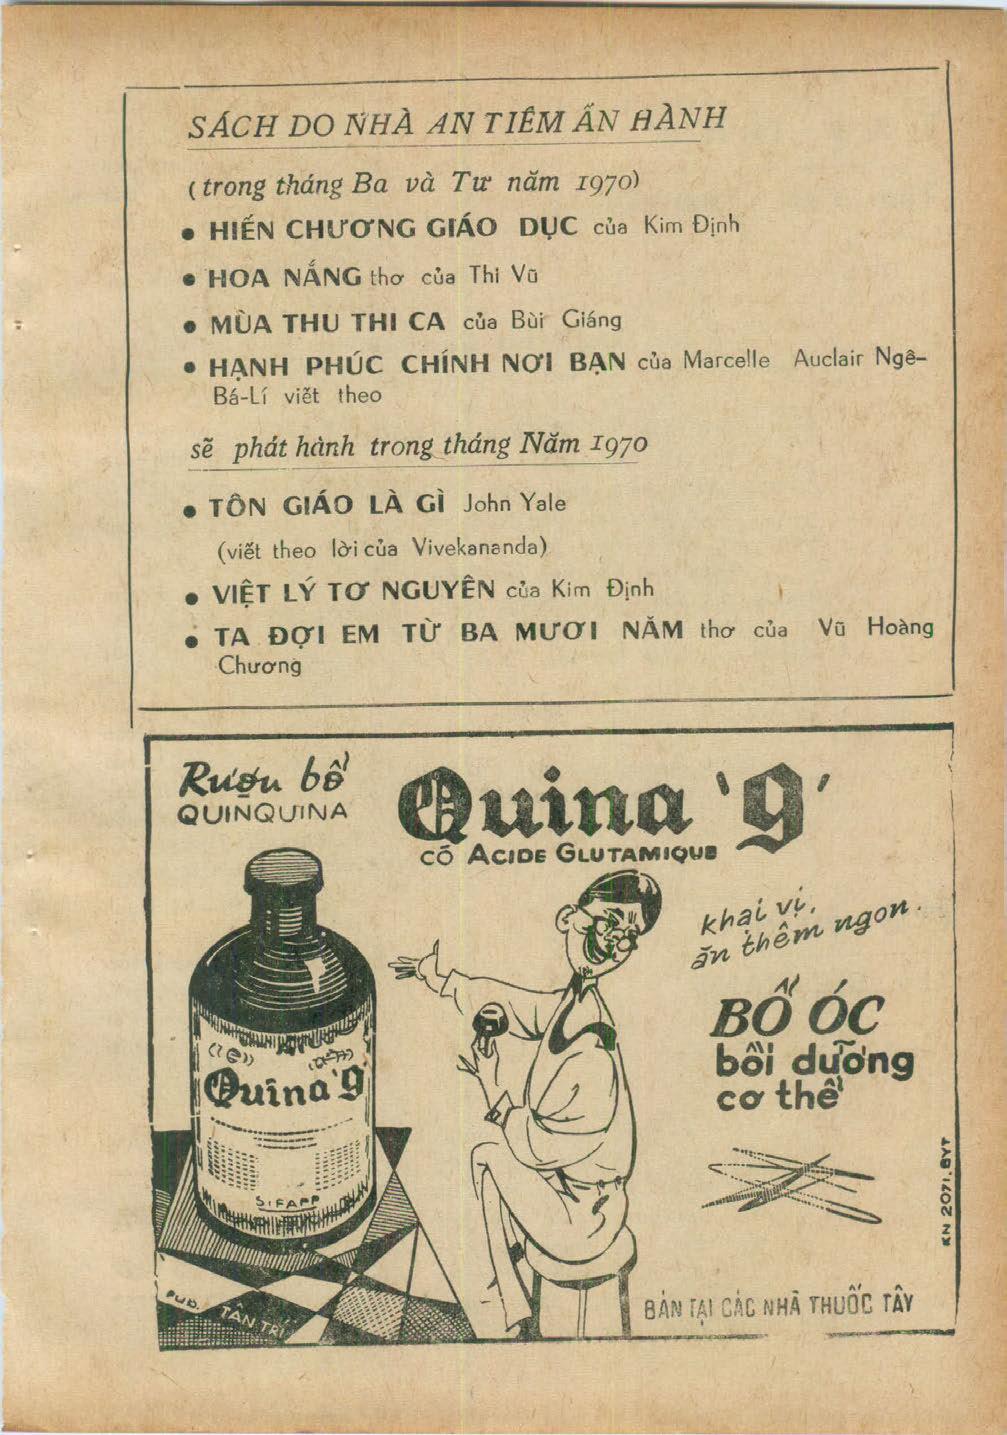 SÁCH DO NHÀ AN TIÊM ẤN HÀNH
(trong tháng Ba và Tư năm 1970)
• HIẾN CHƯƠNG GIÁO DỤC của Kim Định
• HOA NẮNG thơ của Thi Vũ
• MÙA THU THI CA của Bùi Giáng
• HẠNH PHÚC CHÍNH NƠI BẠN của Marcelle Auclair Ngê-
Bá-Lí viết theo
sẽ phát hành trong tháng Năm 1970
• TÔN GIÁO LÀ GÌ John Yale
(viết theo lời của Vivekananda)
• VIỆT LÝ TƠ NGUYÊN của Kim Định
• TA ĐỢI EM TỪ BA MƯƠI NĂM thơ của Vũ Hoàng
Chương
Rượu bổ
QUINQUINA
Quina '9'
CÓ ACIDE GLUTAMIQUE
khai vị,
ăn thêm ngon.
BỔ ÓC
bồi dưỡng
cơ thể
Quina '9'
SIFAPP
KN 2071. BYT
PUB. TÂN TRÍ
BÁN TẠI CÁC NHÀ THUỐC TÂY